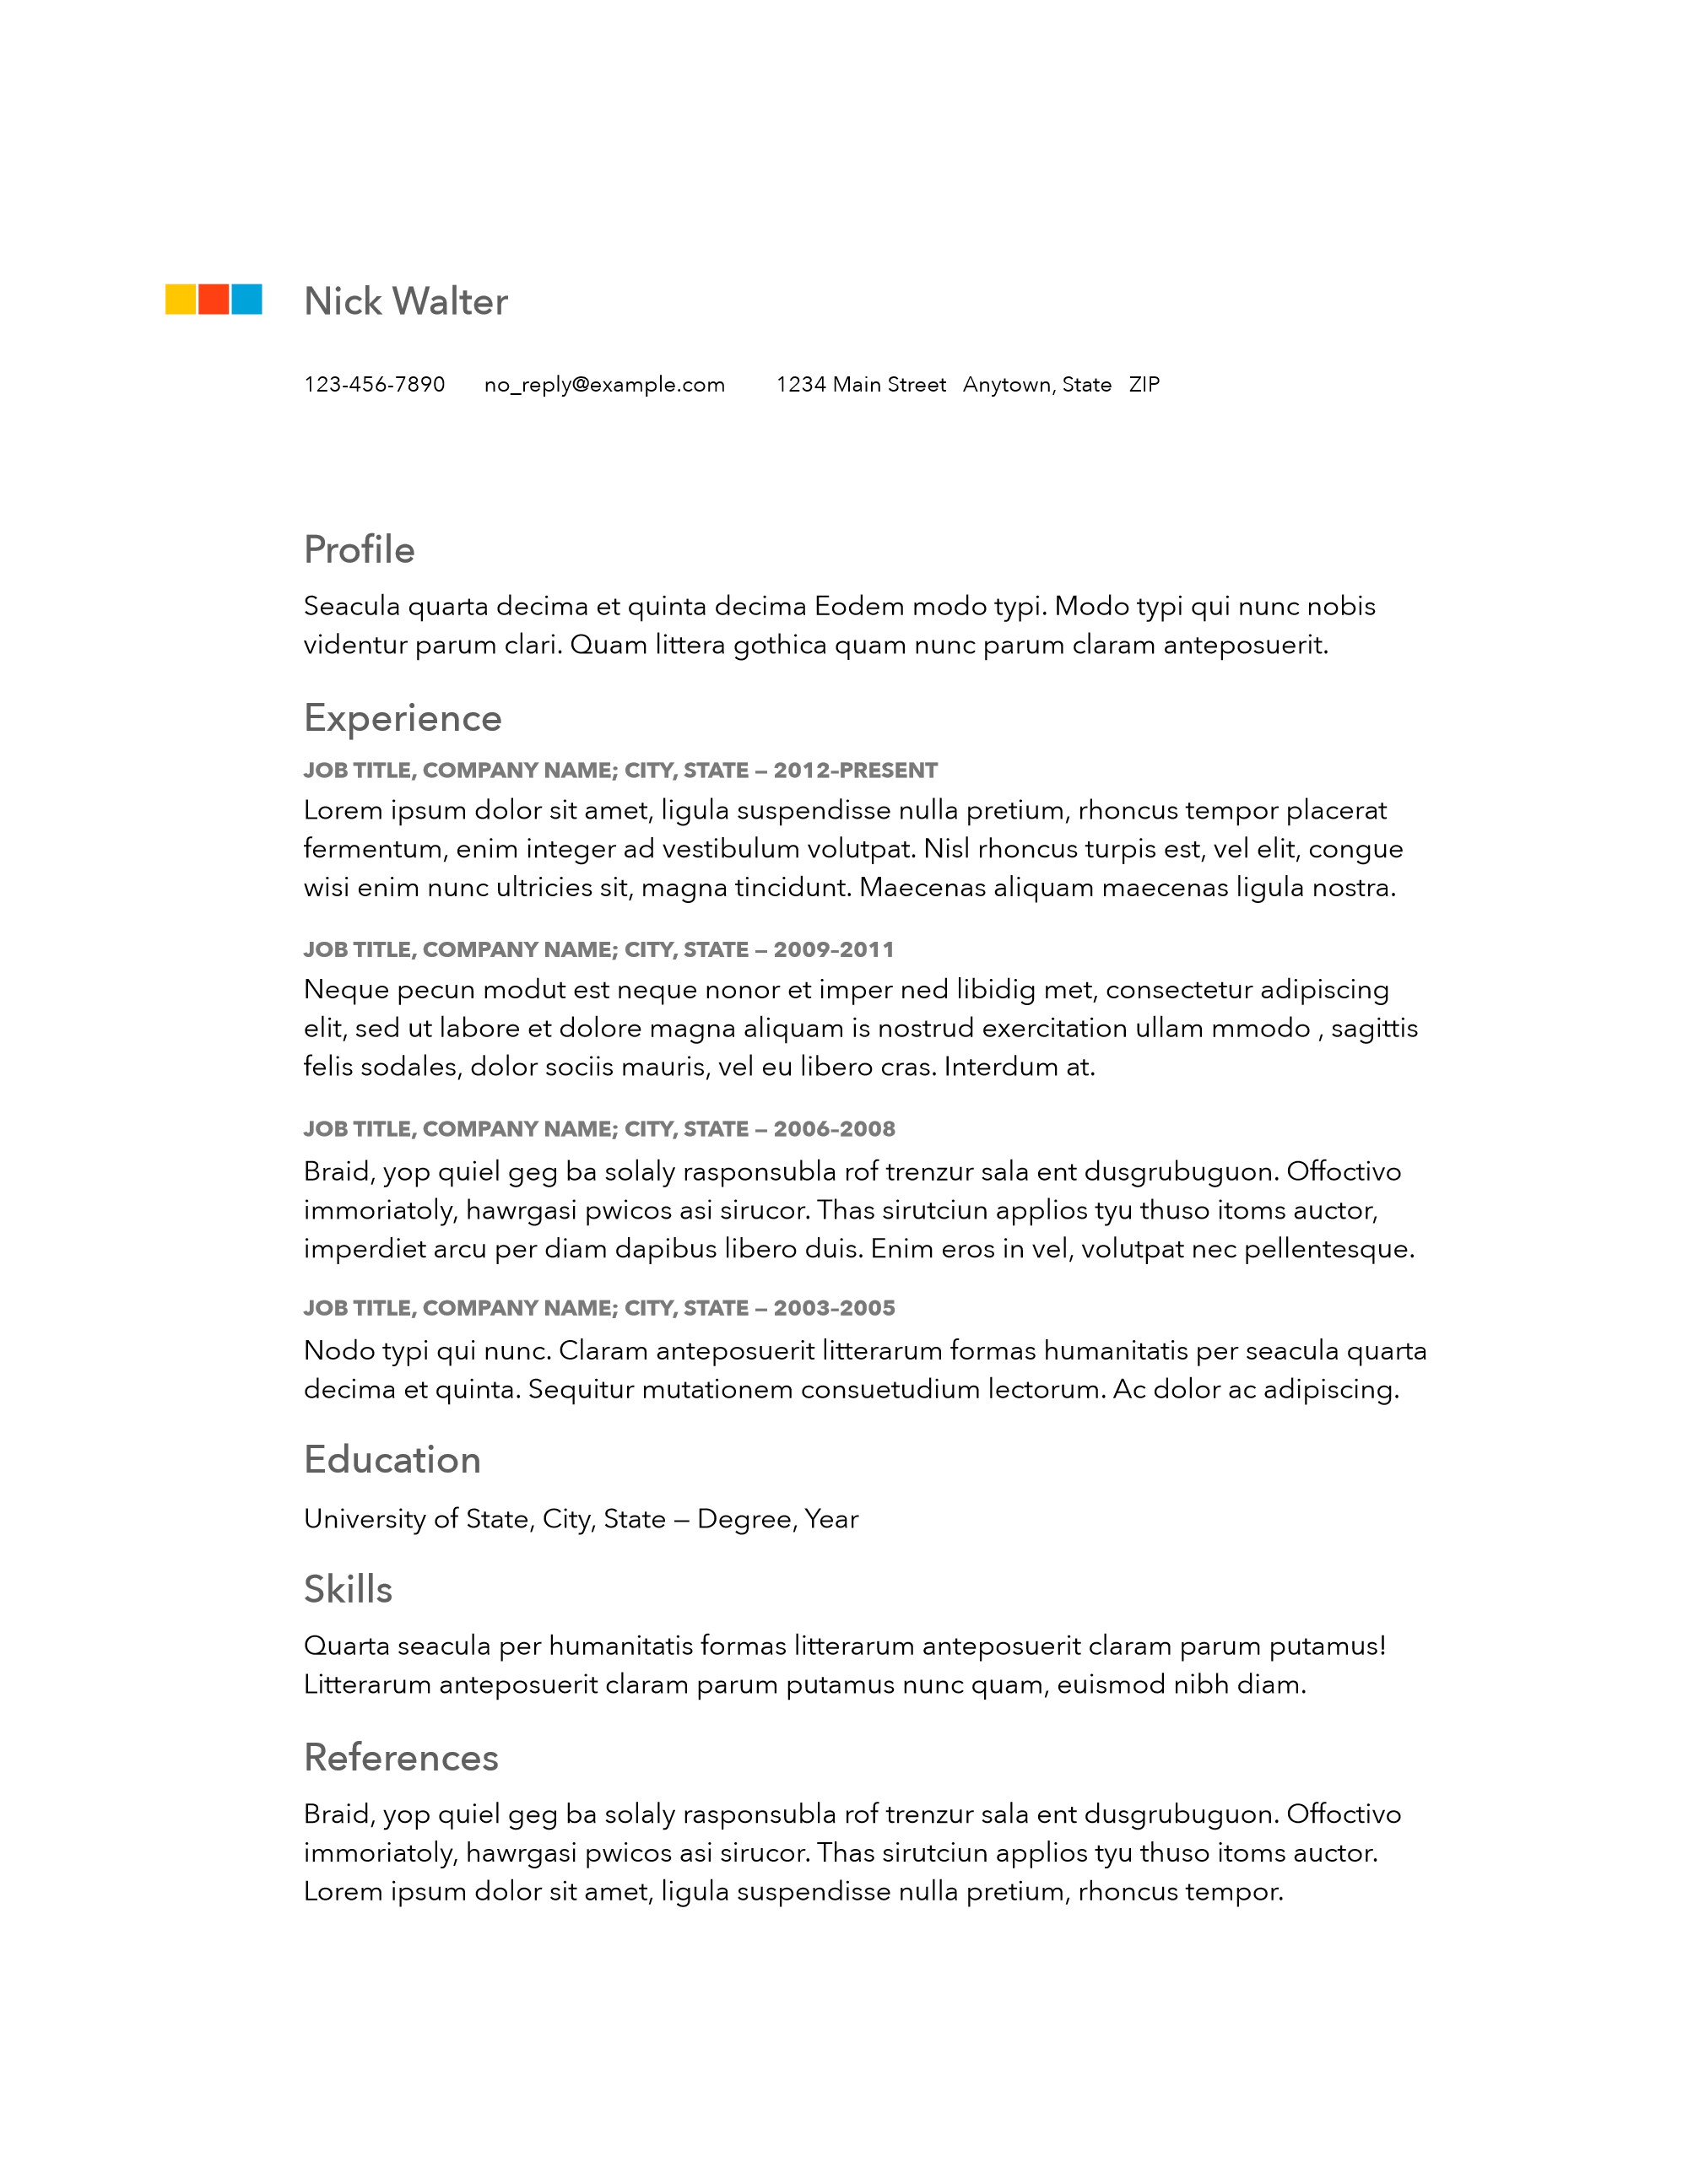 Nick Walter
123-456-7890 no_reply@example.com 1234 Main Street Anytown, State ZIP
Profile
Seacula quarta decima et quinta decima Eodem modo typi. Modo typi qui nunc nobis
videntur parum clari. Quam littera gothica quam nunc parum claram anteposuerit.
Experience
JOB TITLE, COMPANY NAME; CITY, STATE — 2012–PRESENT
Lorem ipsum dolor sit amet, ligula suspendisse nulla pretium, rhoncus tempor placerat
fermentum, enim integer ad vestibulum volutpat. Nisl rhoncus turpis est, vel elit, congue
wisi enim nunc ultricies sit, magna tincidunt. Maecenas aliquam maecenas ligula nostra.
JOB TITLE, COMPANY NAME; CITY, STATE — 2009–2011
Neque pecun modut est neque nonor et imper ned libidig met, consectetur adipiscing
elit, sed ut labore et dolore magna aliquam is nostrud exercitation ullam mmodo , sagittis
felis sodales, dolor sociis mauris, vel eu libero cras. Interdum at.
JOB TITLE, COMPANY NAME; CITY, STATE — 2006–2008
Braid, yop quiel geg ba solaly rasponsubla rof trenzur sala ent dusgrubuguon. Offoctivo
immoriatoly, hawrgasi pwicos asi sirucor. Thas sirutciun applios tyu thuso itoms auctor,
imperdiet arcu per diam dapibus libero duis. Enim eros in vel, volutpat nec pellentesque.
JOB TITLE, COMPANY NAME; CITY, STATE — 2003–2005
Nodo typi qui nunc. Claram anteposuerit litterarum formas humanitatis per seacula quarta
decima et quinta. Sequitur mutationem consuetudium lectorum. Ac dolor ac adipiscing.
Education
University of State, City, State — Degree, Year
Skills
Quarta seacula per humanitatis formas litterarum anteposuerit claram parum putamus!
Litterarum anteposuerit claram parum putamus nunc quam, euismod nibh diam.
References
Braid, yop quiel geg ba solaly rasponsubla rof trenzur sala ent dusgrubuguon. Offoctivo
immoriatoly, hawrgasi pwicos asi sirucor. Thas sirutciun applios tyu thuso itoms auctor.
Lorem ipsum dolor sit amet, ligula suspendisse nulla pretium, rhoncus tempor.